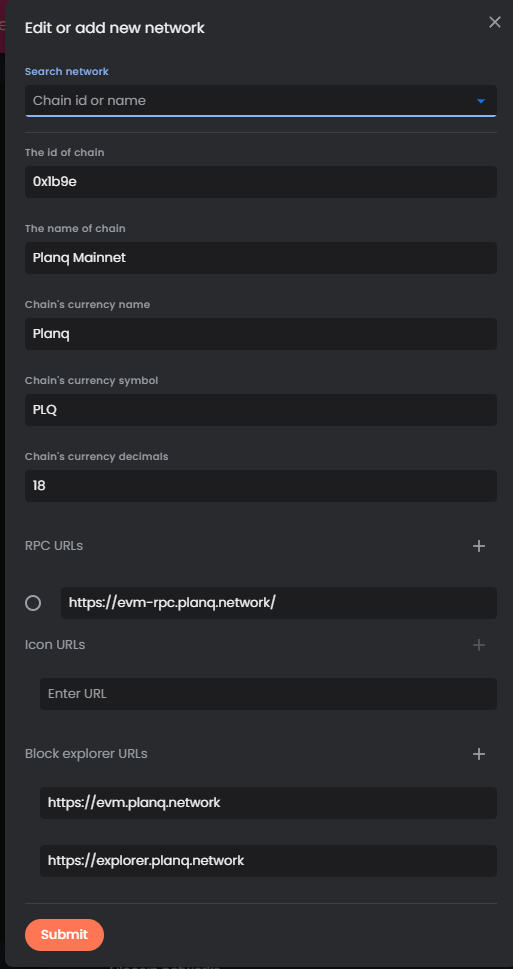 Edit or add new network
Search network
Chain id or name
The id of chain
0x1b9e
The name of chain
Planq Mainnet
Chain's currency name
Planq
Chain's currency symbol
PLQ
Chain's currency decimals
18
RPC URLs
https://evm-rpc.planq.network/
Icon URLs
Enter URL
Block explorer URLs
https://evm.planq.network
https://explorer.planq.network
Submit